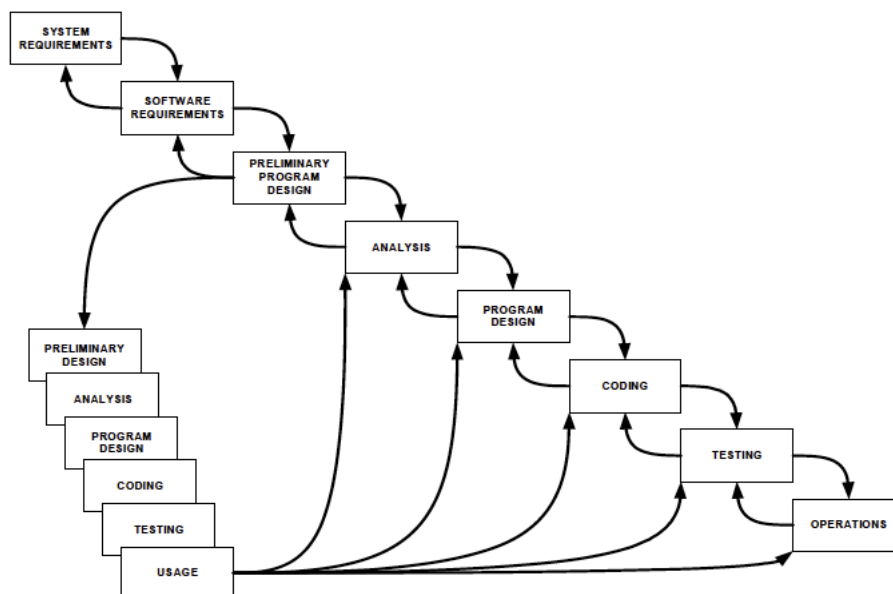 SYSTEM
REQUIREMENTS
SOFTWARE
REQUIREMENTS
PRELIMINARY
PROGRAM
DESIGN
ANALYSIS
PROGRAM
DESIGN
CODING
TESTING
OPERATIONS
PRELIMINARY
DESIGN
ANALYSIS
PROGRAM
DESIGN
CODING
TESTING
USAGE